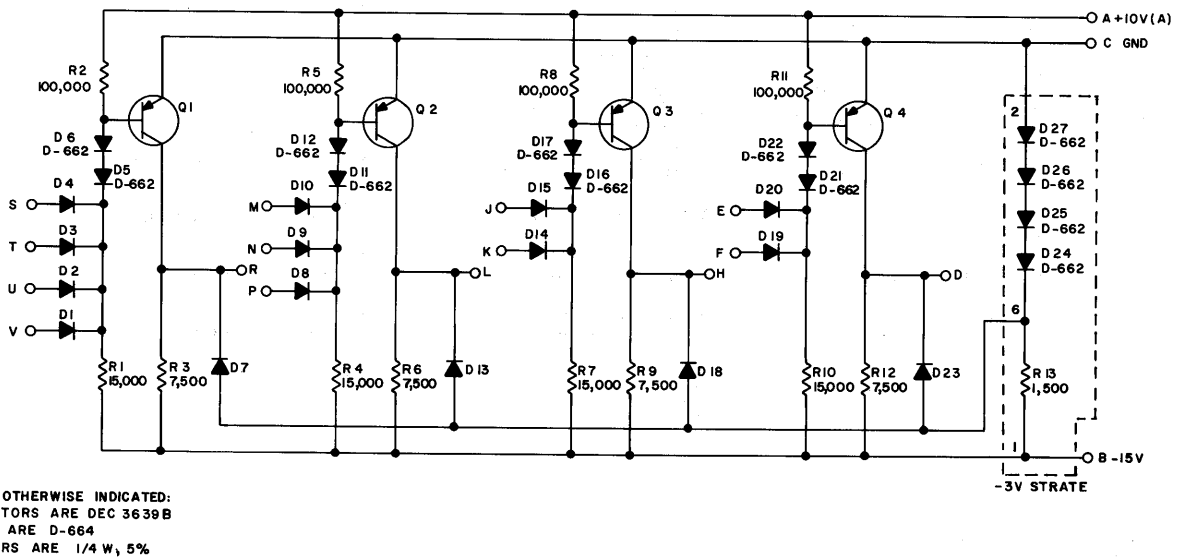 A +10V(A)
C GND
R2
100,000
Q1
R5
100,000
Q2
R8
100,000
Q3
R11
100,000
Q4
2
D27
D-662
D26
D-662
D25
D-662
D24
D-662
6
R13
1,500
1
B -15V
-3V STRATE
D6
D-662
D5
D-662
S
D4
T
D3
U
D2
V
D1
R
R1
15,000
R3
7,500
D7
D12
D-662
D11
D-662
M
D10
N
D9
P
D8
L
R4
15,000
R6
7,500
D13
D17
D-662
D16
D-662
J
D15
K
D14
H
R7
15,000
R9
7,500
D18
D22
D-662
D21
D-662
E
D20
F
D19
D
R10
15,000
R12
7,500
D23
OTHERWISE INDICATED:
TORS ARE DEC 3639B
ARE D-664
RS ARE 1/4 W, 5%